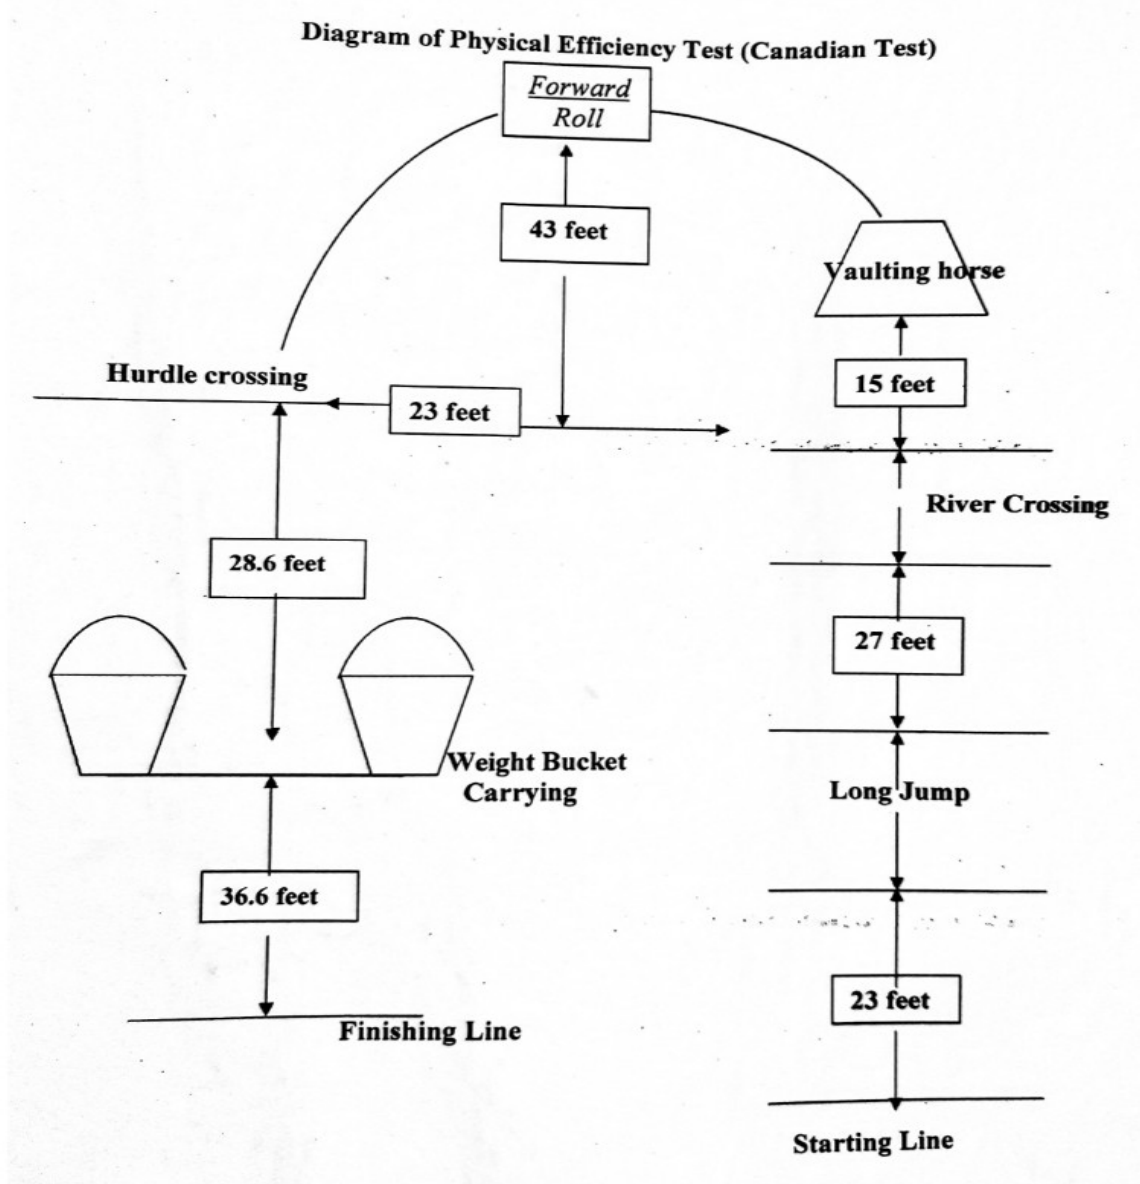 Diagram of Physical Efficiency Test (Canadian Test)
Forward
Roll
43 feet
Vaulting horse
15 feet
Hurdle crossing
23 feet
River Crossing
28.6 feet
27 feet
Weight Bucket
Carrying
Long Jump
36.6 feet
23 feet
Finishing Line
Starting Line